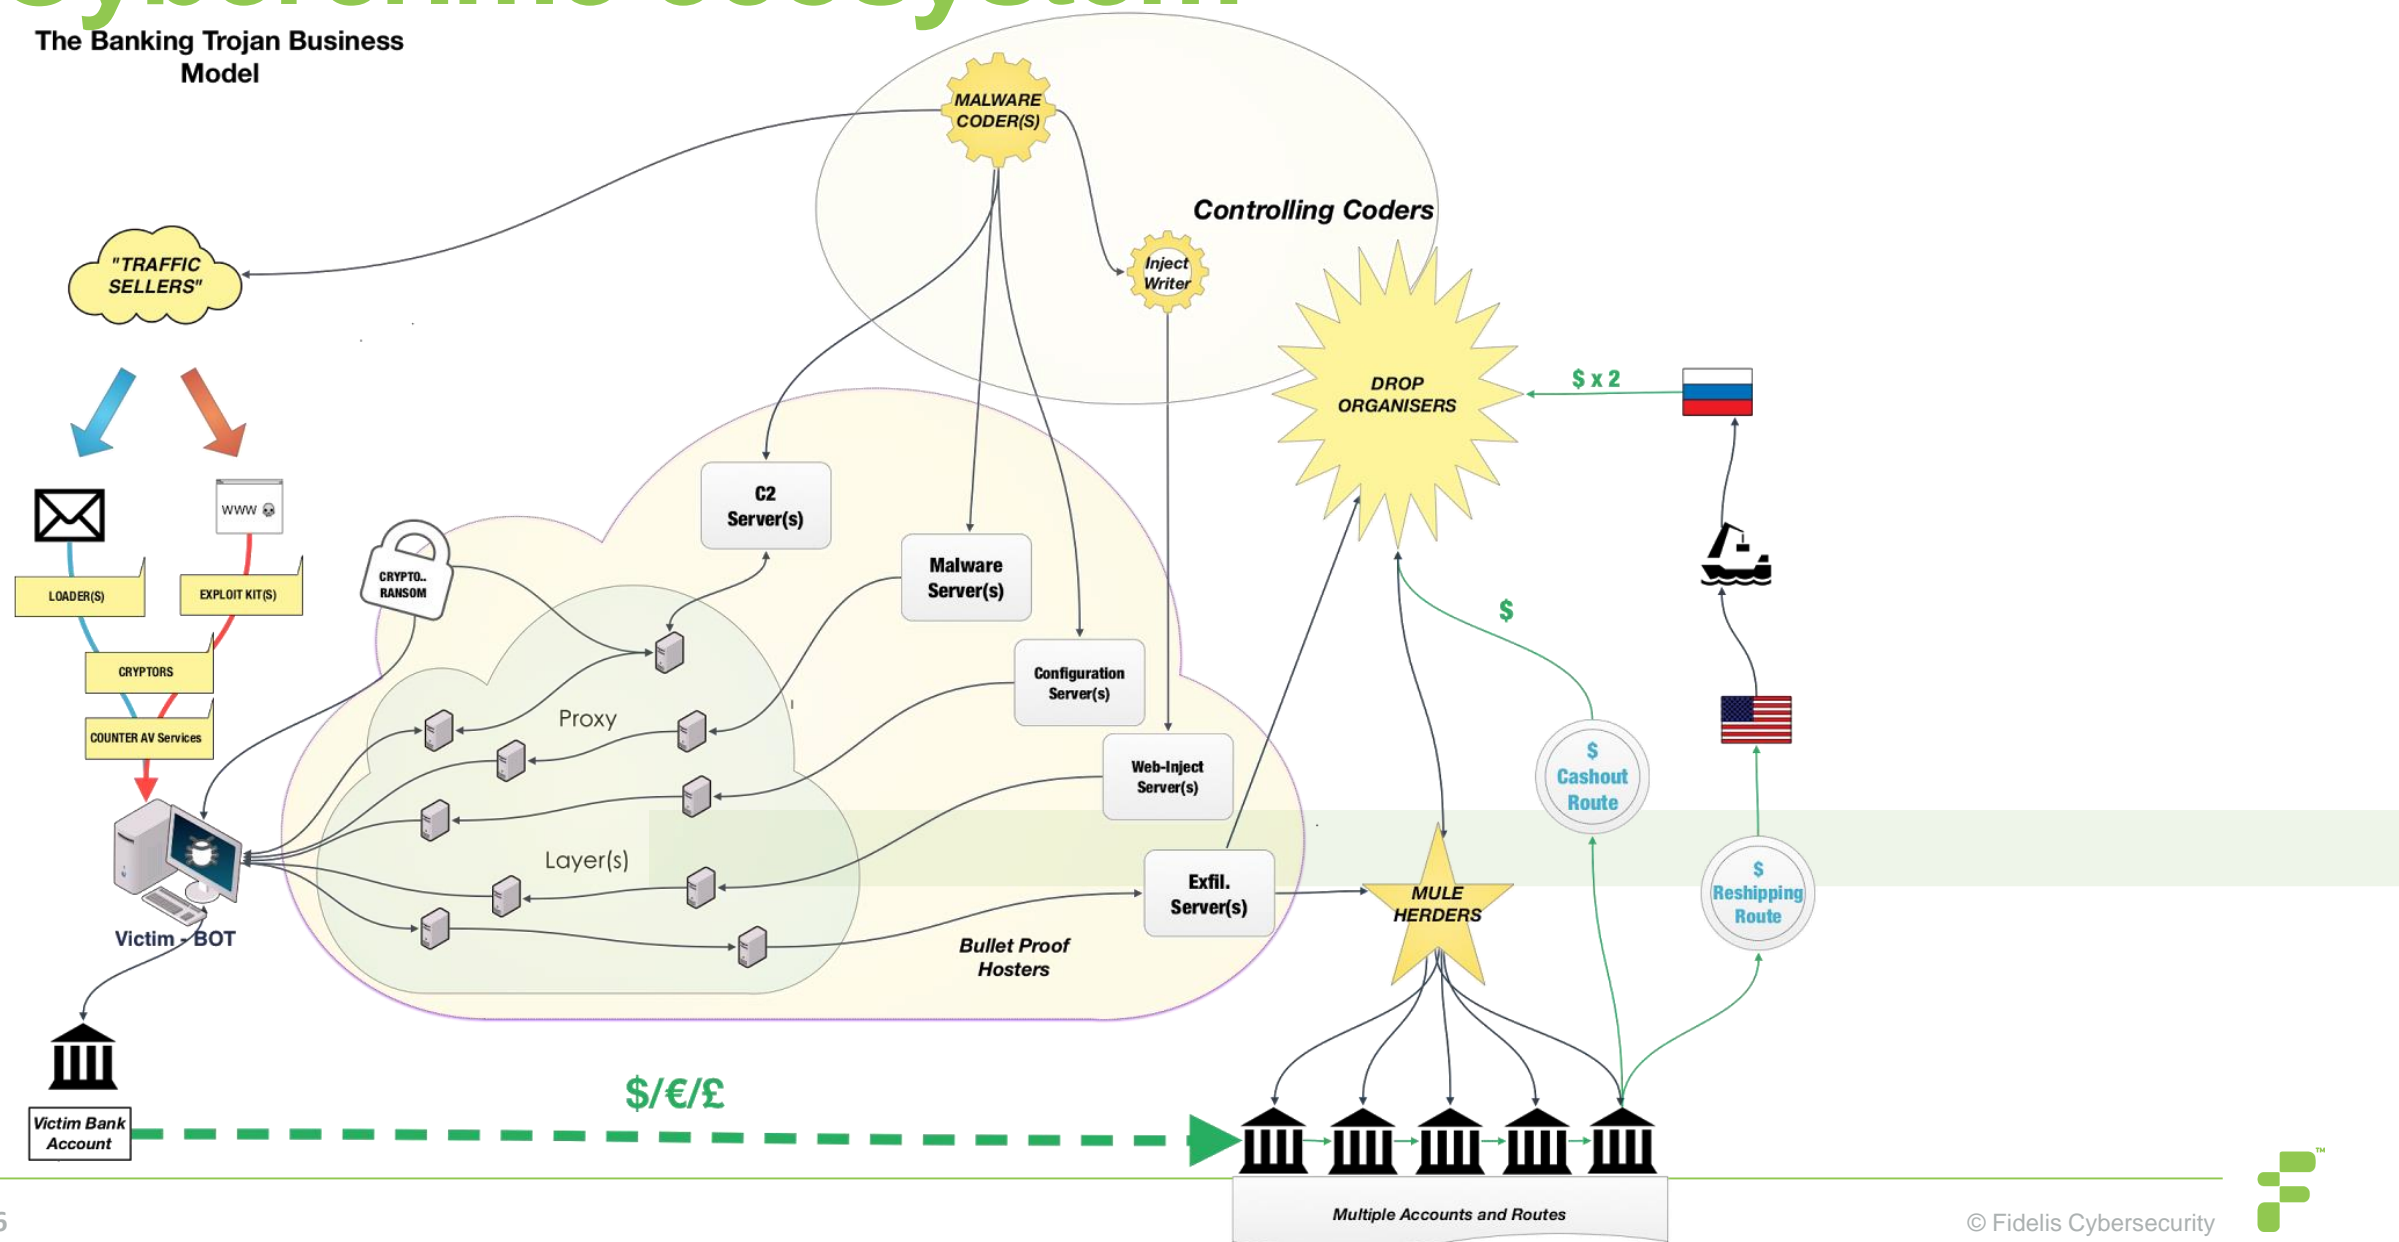 Cybercrime ecosystem
The Banking Trojan Business
Model
MALWARE
CODER(S)
Controlling Coders
"TRAFFIC
SELLERS"
Inject
Writer
DROP
ORGANISERS
$ x 2
www
C2
Server(s)
CRYPTO..
RANSOM
LOADER(S)
EXPLOIT KIT(S)
Malware
Server(s)
$
CRYPTORS
Configuration
Server(s)
COUNTER AV Services
Proxy
Web-Inject
Server(s)
$
Cashout
Route
Layer(s)
Exfil.
Server(s)
MULE
HERDERS
$
Reshipping
Route
Victim - BOT
Bullet Proof
Hosters
$/€/£
Victim Bank
Account
Multiple Accounts and Routes
© Fidelis Cybersecurity
™